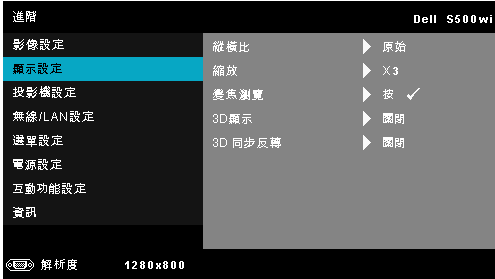 進階 Dell S500wi
影像設定
顯示設定
投影機設定
無線/LAN設定
選單設定
電源設定
互動功能設定
資訊
縱橫比 原始
縮放 X3
變焦瀏覽 按 ✓
3D顯示 關閉
3D 同步反轉 關閉
解析度 1280x800